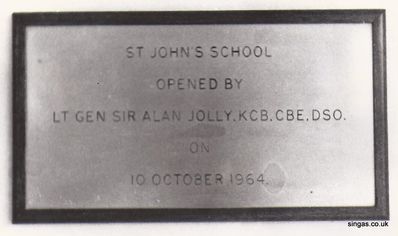 ST JOHN'S SCHOOL
OPENED BY
LT GEN SIR ALAN JOLLY.KCB.CBE.DSO.
ON
10 OCTOBER 1964.
singas.co.uk